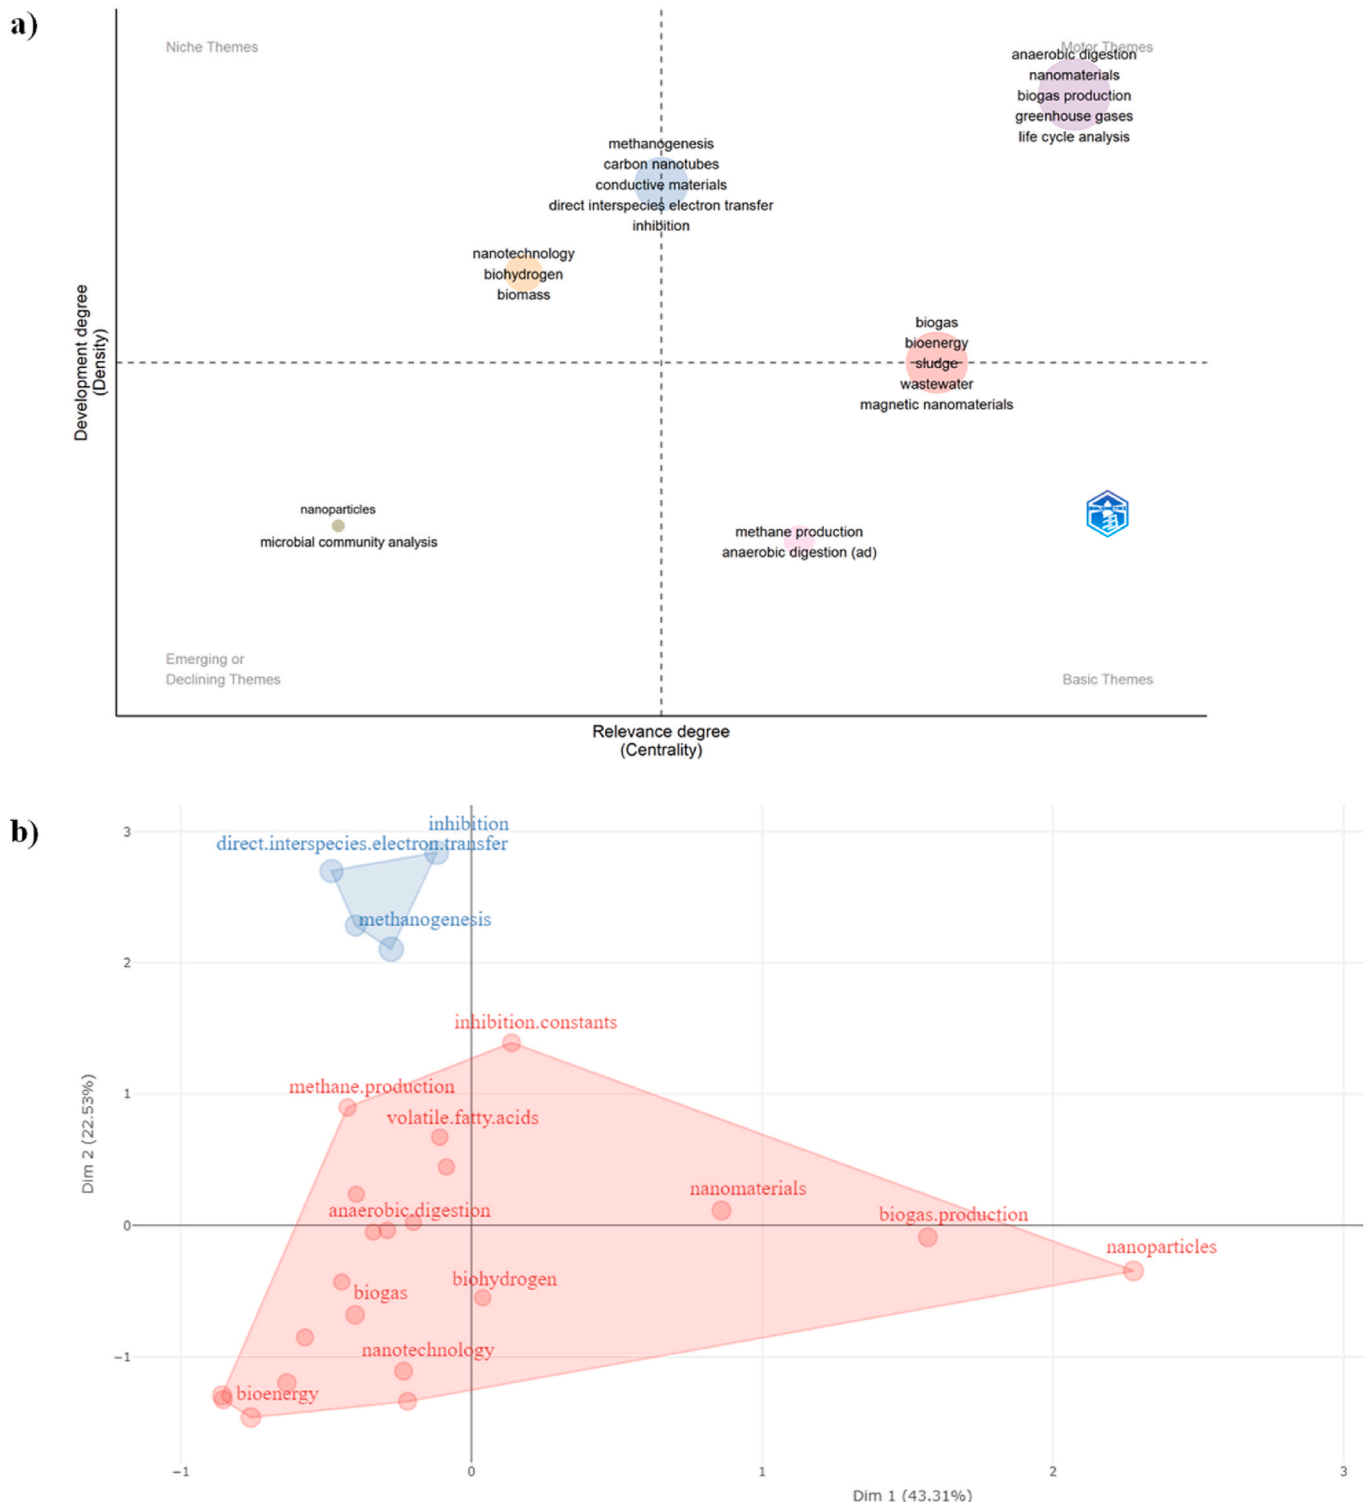 a)
Niche Themes
Motor Themes
anaerobic digestion
nanomaterials
biogas production
greenhouse gases
life cycle analysis
methanogenesis
carbon nanotubes
conductive materials
direct interspecies electron transfer
inhibition
nanotechnology
biohydrogen
biomass
biogas
bioenergy
sludge
wastewater
magnetic nanomaterials
Development degree
(Density)
nanoparticles
microbial community analysis
methane production
anaerobic digestion (ad)
Emerging or
Declining Themes
Basic Themes
Relevance degree
(Centrality)
b)
3
inhibition
direct.interspecies.electron.transfer
methanogenesis
2
inhibition.constants
methane.production
1
volatile.fatty.acids
Dim 2 (22.53%)
nanomaterials
anaerobic.digestion
biogas.production
0
nanoparticles
biohydrogen
biogas
nanotechnology
−1
bioenergy
−1
0
1
2
3
Dim 1 (43.31%)